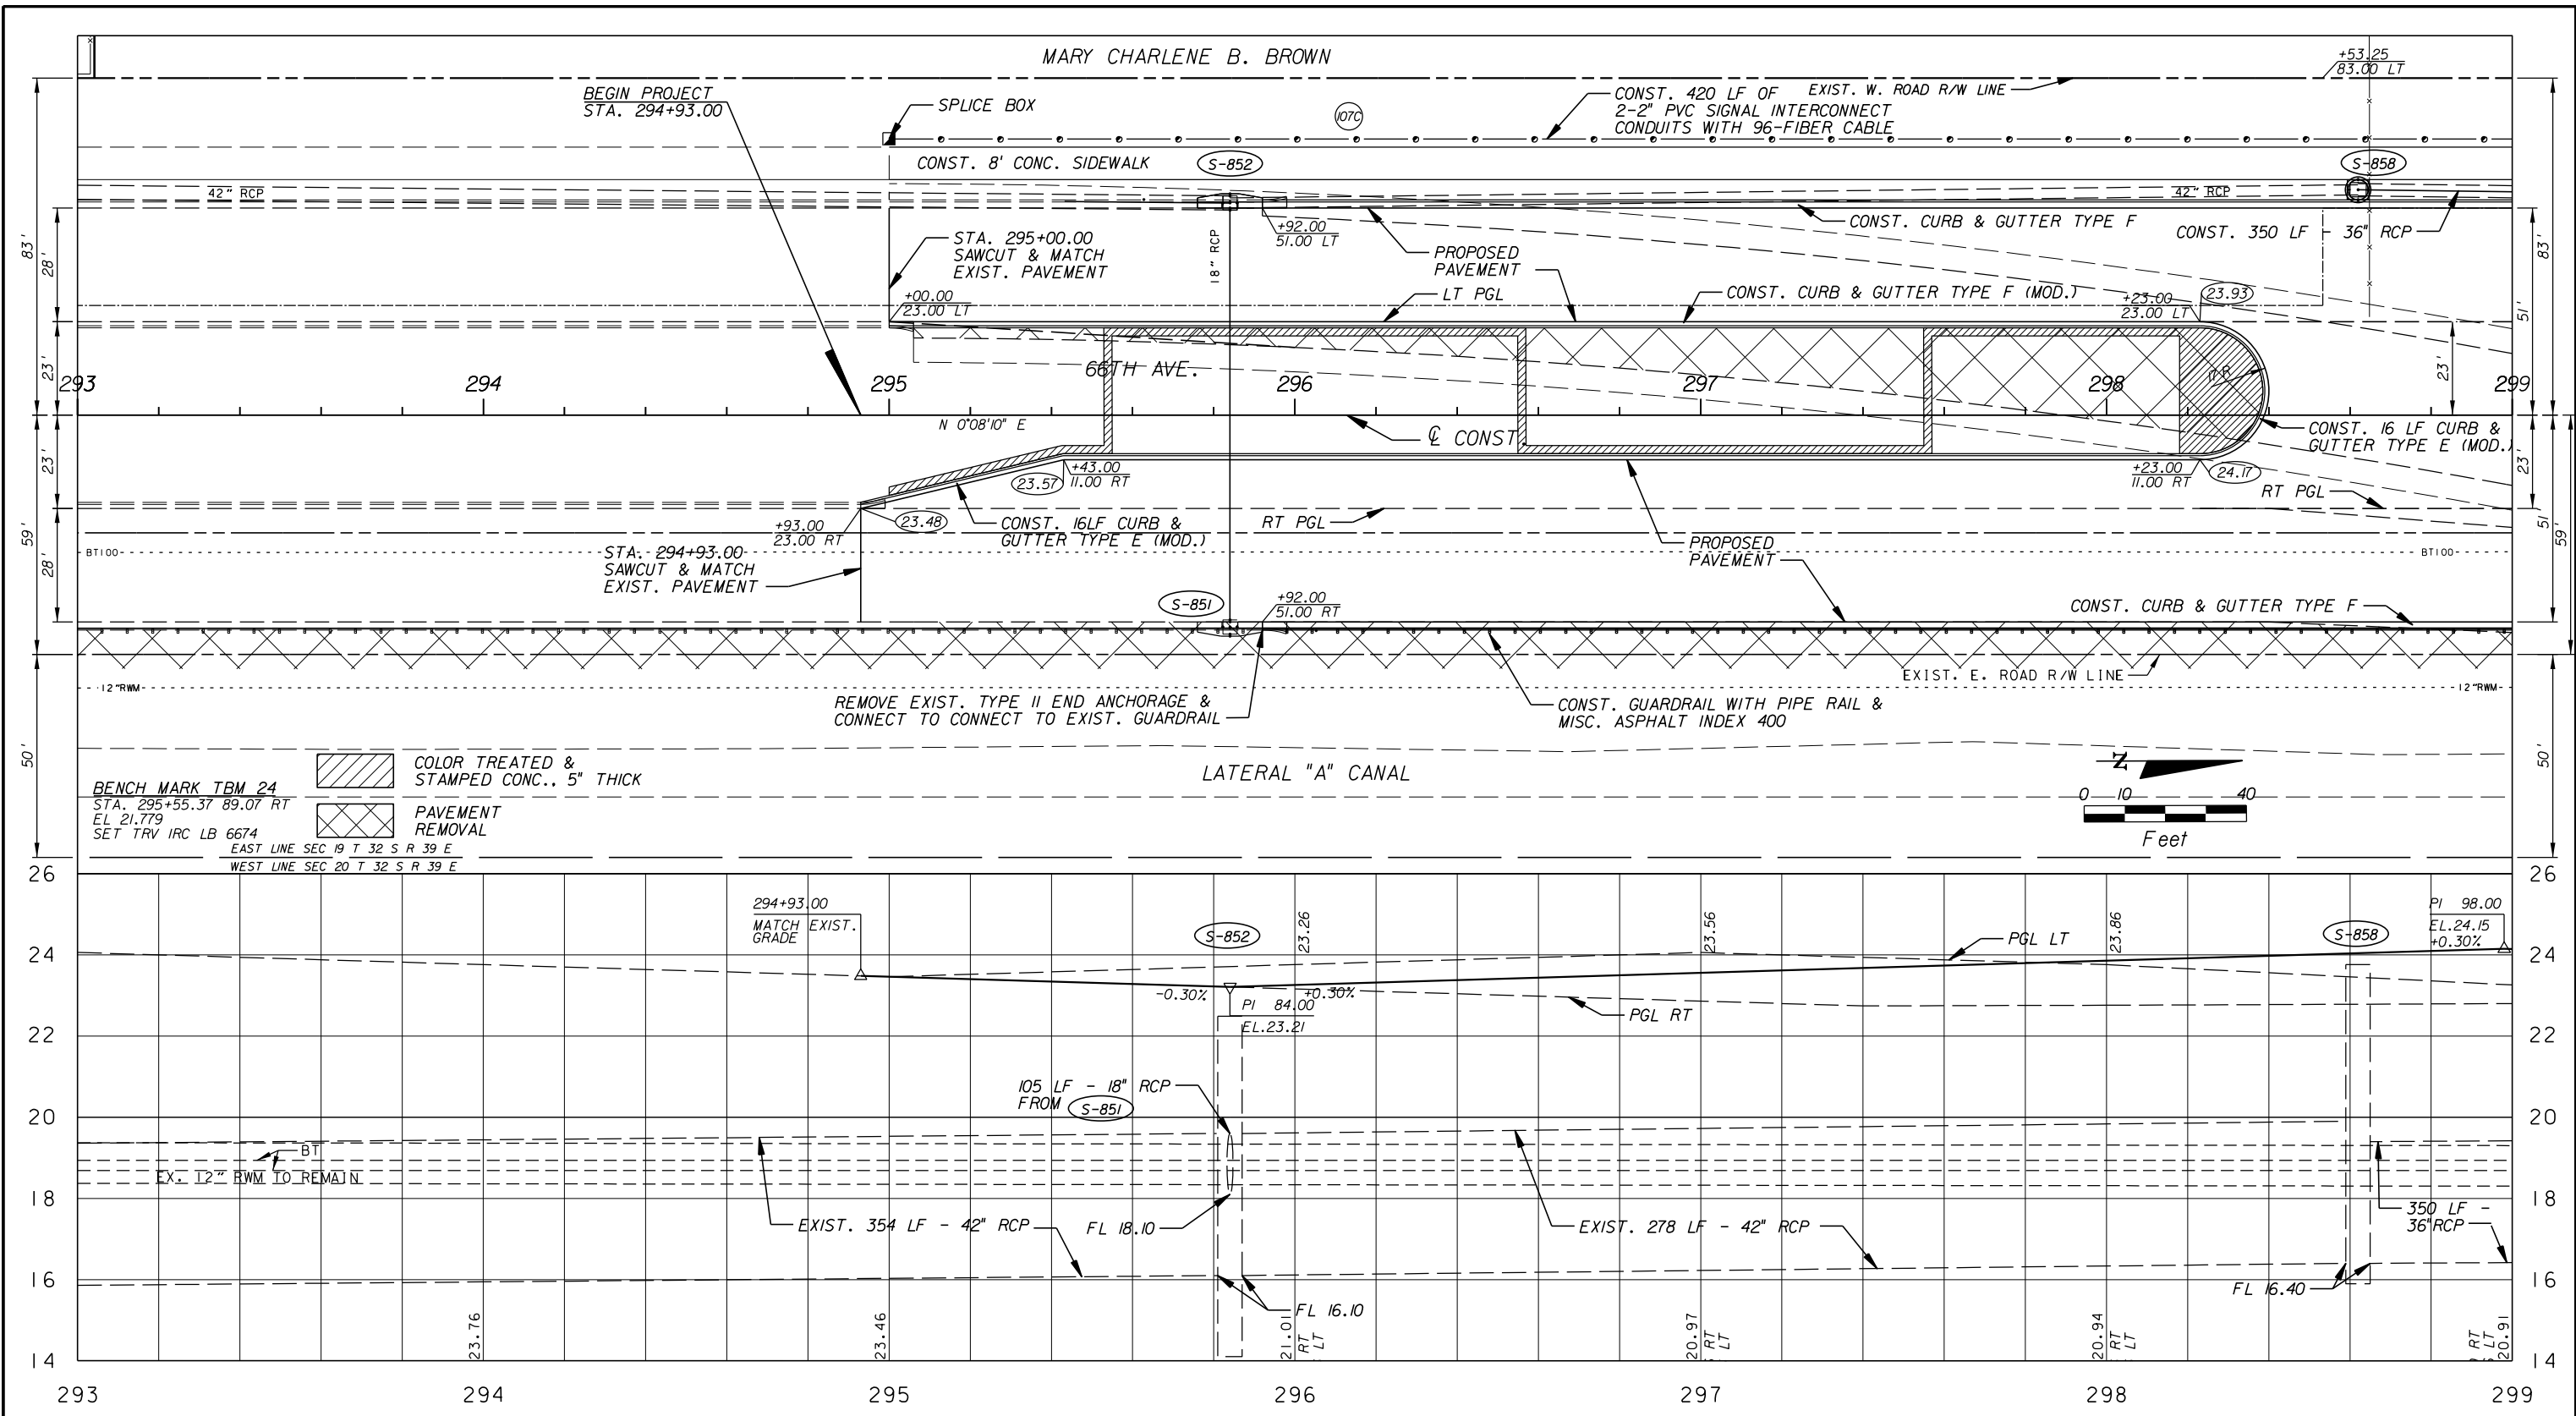 MARY CHARLENE B. BROWN
+53.25
83.00 LT
BEGIN PROJECT
STA. 294+93.00
SPLICE BOX
107C
CONST. 420 LF OF
2-2" PVC SIGNAL INTERCONNECT
CONDUITS WITH 96-FIBER CABLE
EXIST. W. ROAD R/W LINE
CONST. 8' CONC. SIDEWALK
S-852
S-858
42" RCP
42" RCP
83'
28'
23'
18" RCP
+92.00
51.00 LT
CONST. CURB & GUTTER TYPE F
CONST. 350 LF - 36" RCP
STA. 295+00.00
SAWCUT & MATCH
EXIST. PAVEMENT
PROPOSED
PAVEMENT
83'
51'
+00.00
23.00 LT
LT PGL
CONST. CURB & GUTTER TYPE F (MOD.)
+23.00
23.00 LT
23.93
23'
66TH AVE.
17' R
293
294
295
296
297
298
299
N 0°08'10" E
℄ CONST.
CONST. 16 LF CURB &
GUTTER TYPE E (MOD.)
23'
59'
28'
23'
51'
59'
+43.00
11.00 RT
23.57
+23.00
11.00 RT
24.17
RT PGL
+93.00
23.00 RT
23.48
CONST. 16LF CURB &
GUTTER TYPE E (MOD.)
RT PGL
BT100
BT100
STA. 294+93.00
SAWCUT & MATCH
EXIST. PAVEMENT
PROPOSED
PAVEMENT
S-851
+92.00
51.00 RT
CONST. CURB & GUTTER TYPE F
12"RWM
12"RWM
EXIST. E. ROAD R/W LINE
REMOVE EXIST. TYPE II END ANCHORAGE &
CONNECT TO CONNECT TO EXIST. GUARDRAIL
CONST. GUARDRAIL WITH PIPE RAIL &
MISC. ASPHALT INDEX 400
50'
50'
COLOR TREATED &
STAMPED CONC., 5" THICK
LATERAL "A" CANAL
N
BENCH MARK TBM 24
STA. 295+55.37 89.07 RT
EL 21.779
SET TRV IRC LB 6674
PAVEMENT
REMOVAL
0 10 40
Feet
EAST LINE SEC 19 T 32 S R 39 E
WEST LINE SEC 20 T 32 S R 39 E
26
26
294+93.00
MATCH EXIST.
GRADE
S-852
23.26
23.56
23.86
S-858
PI 98.00
EL.24.15
+0.30%
24
PGL LT
24
-0.30%
+0.30%
PI 84.00
EL.23.21
PGL RT
22
22
105 LF - 18" RCP
FROM S-851
20
20
BT
EX. 12" RWM TO REMAIN
18
18
EXIST. 354 LF - 42" RCP
FL 18.10
EXIST. 278 LF - 42" RCP
350 LF -
36"RCP
16
16
FL 16.10
FL 16.40
23.76
23.46
21.01
RT
LT
20.97
RT
LT
20.94
RT
LT
RT
LT
20.91
14
14
293
294
295
296
297
298
299